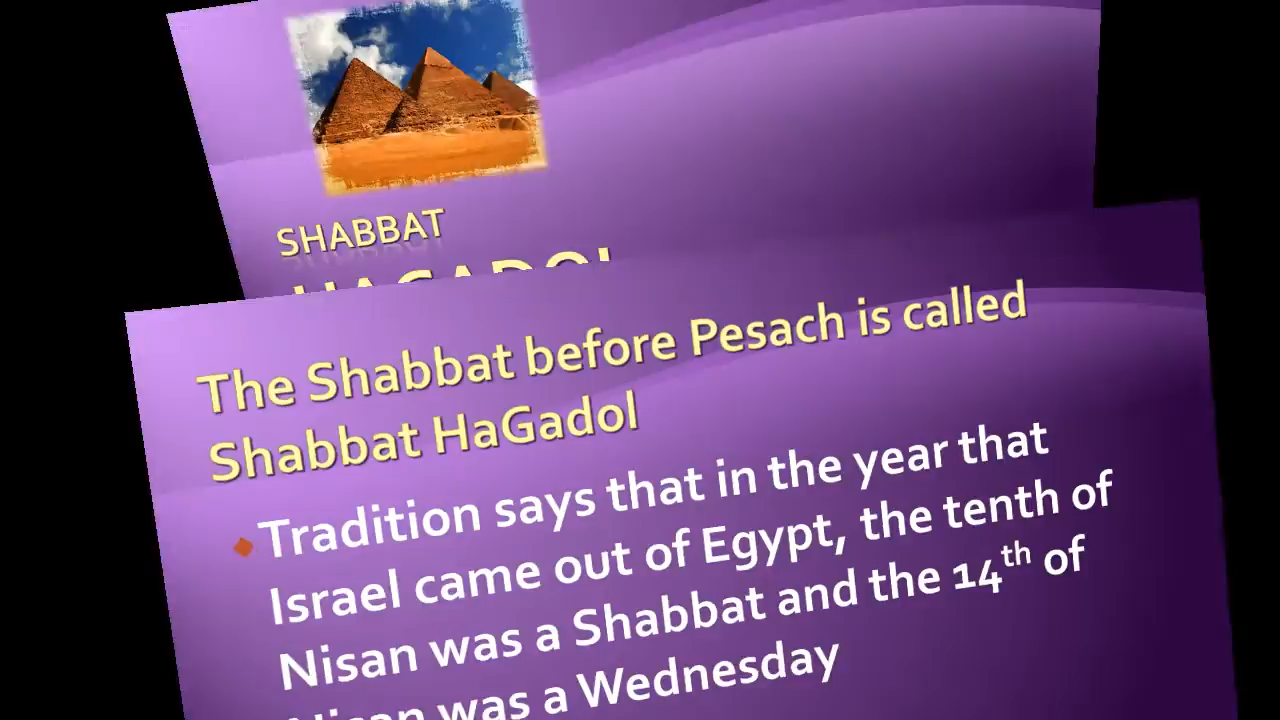 SHABBAT
HAGADOL
The Shabbat before Pesach is called
Shabbat HaGadol
Tradition says that in the year that
Israel came out of Egypt, the tenth of
Nisan was a Shabbat and the 14th of
Nisan was a Wednesday